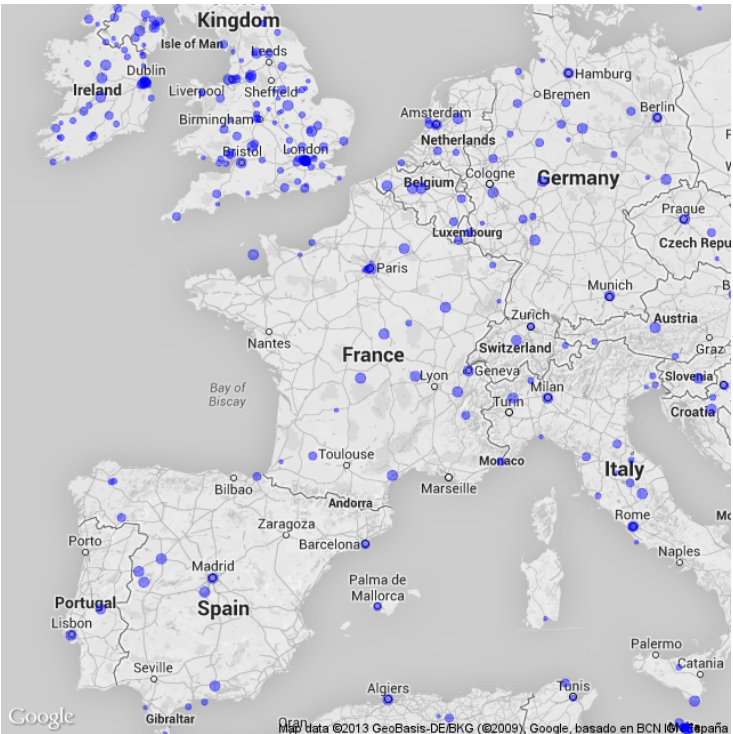 Kingdom
Isle of Man
Leeds
Dublin
Ireland
Liverpool
Sheffield
Birmingham
Bristol
London
Hamburg
Bremen
Berlin
Amsterdam
Netherlands
Belgium
Cologne
Germany
Luxembourg
Prague
Czech Repu
Paris
Munich
Zurich
Austria
Nantes
France
Switzerland
Graz
Lyon
Geneva
Slovenia
Bay of
Biscay
Turin
Milan
Croatia
Toulouse
Monaco
Italy
Bilbao
Marseille
Andorra
Rome
Zaragoza
Porto
Barcelona
Naples
Madrid
Palma de
Mallorca
Portugal
Spain
Lisbon
Palermo
Seville
Catania
Algiers
Tunis
Gibraltar
Oran
Google
Map data ©2013 GeoBasis-DE/BKG (©2009), Google, basado en BCN IGN España